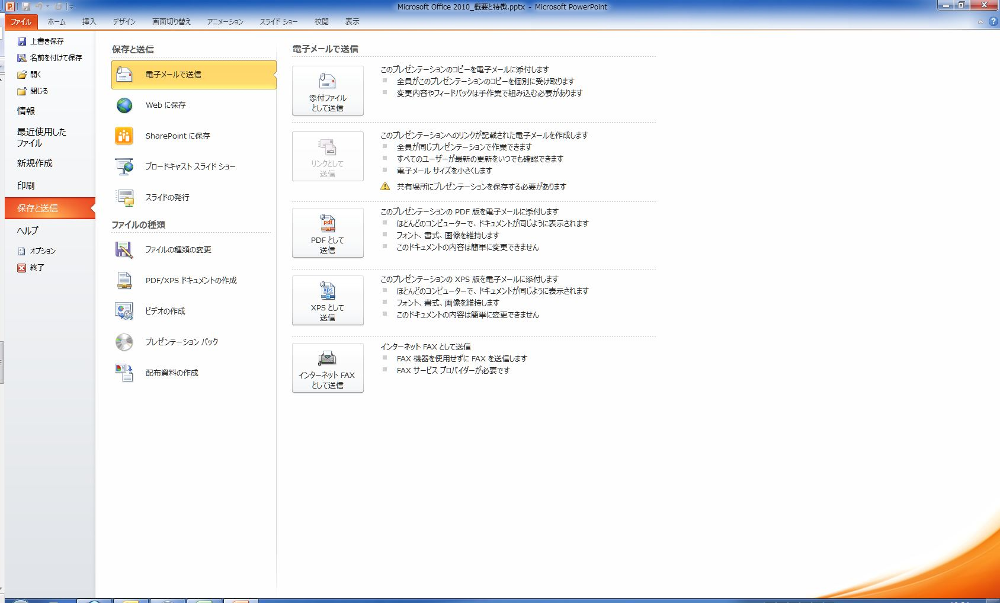 Microsoft Office 2010_概要と特徴.pptx - Microsoft PowerPoint
ファイル
ホーム
挿入
デザイン
画面切り替え
アニメーション
スライド ショー
校閲
表示
上書き保存
名前を付けて保存
開く
閉じる
情報
最近使用した
ファイル
新規作成
印刷
保存と送信
ヘルプ
オプション
終了
保存と送信
電子メールで送信
Web に保存
SharePoint に保存
ブロードキャスト スライド ショー
スライドの発行
ファイルの種類
ファイルの種類の変更
PDF/XPS ドキュメントの作成
ビデオの作成
プレゼンテーション パック
配布資料の作成
電子メールで送信
添付ファイル
として送信
このプレゼンテーションのコピーを電子メールに添付します
全員がこのプレゼンテーションのコピーを個別に受け取ります
変更内容やフィードバックは手作業で組み込む必要があります
リンクとして
送信
このプレゼンテーションへのリンクが記載された電子メールを作成します
全員が同じプレゼンテーションで作業できます
すべてのユーザーが最新の更新をいつでも確認できます
電子メール サイズを小さくします
共有場所にプレゼンテーションを保存する必要があります
pdf
PDF として
送信
このプレゼンテーションの PDF 版を電子メールに添付します
ほとんどのコンピューターで、ドキュメントが同じように表示されます
フォント、書式、画像を維持します
このドキュメントの内容は簡単に変更できません
xps
XPS として
送信
このプレゼンテーションの XPS 版を電子メールに添付します
ほとんどのコンピューターで、ドキュメントが同じように表示されます
フォント、書式、画像を維持します
このドキュメントの内容は簡単に変更できません
インターネット FAX
として送信
インターネット FAX として送信
FAX 機器を使用せずに FAX を送信します
FAX サービス プロバイダーが必要です